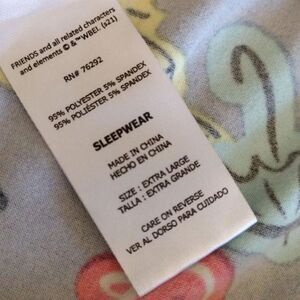 FRIENDS and all related characters
and elements © & ™ WBEI. (s21)
RN# 76292
95% POLYESTER 5% SPANDEX
95% POLIÉSTER 5% SPANDEX
SLEEPWEAR
MADE IN CHINA
HECHO EN CHINA
SIZE : EXTRA LARGE
TALLA : EXTRA GRANDE
CARE ON REVERSE
VER AL DORSO PARA CUIDADO